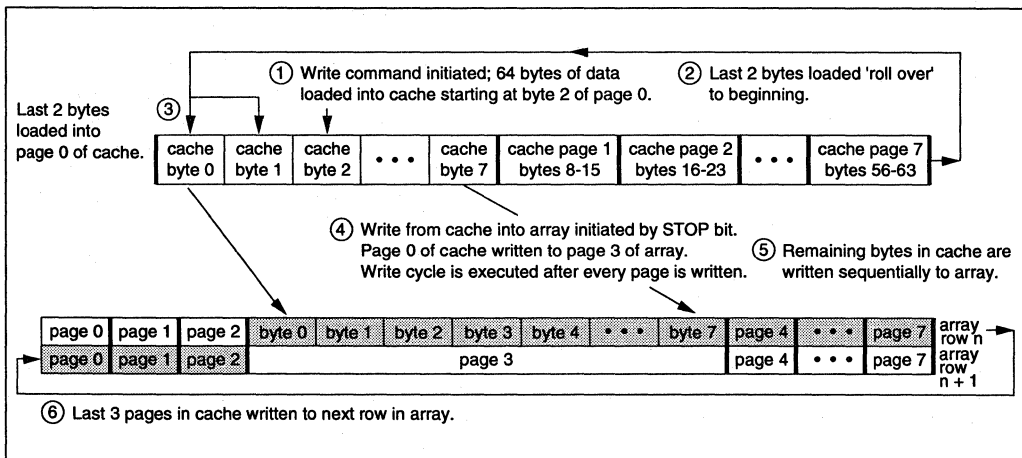 ① Write command initiated; 64 bytes of data
loaded into cache starting at byte 2 of page 0.
② Last 2 bytes loaded 'roll over'
to beginning.
Last 2 bytes
loaded into
page 0 of cache.
③
cache byte 0
cache byte 1
cache byte 2
• • •
cache byte 7
cache page 1 bytes 8-15
cache page 2 bytes 16-23
• • •
cache page 7 bytes 56-63
④ Write from cache into array initiated by STOP bit.
Page 0 of cache written to page 3 of array.
Write cycle is executed after every page is written.
⑤ Remaining bytes in cache are
written sequentially to array.
page 0 page 1 page 2 byte 0 byte 1 byte 2 byte 3 byte 4 • • • byte 7 page 4 • • • page 7 array row n
page 0 page 1 page 2 page 3 page 4 • • • page 7 array row n + 1
⑥ Last 3 pages in cache written to next row in array.